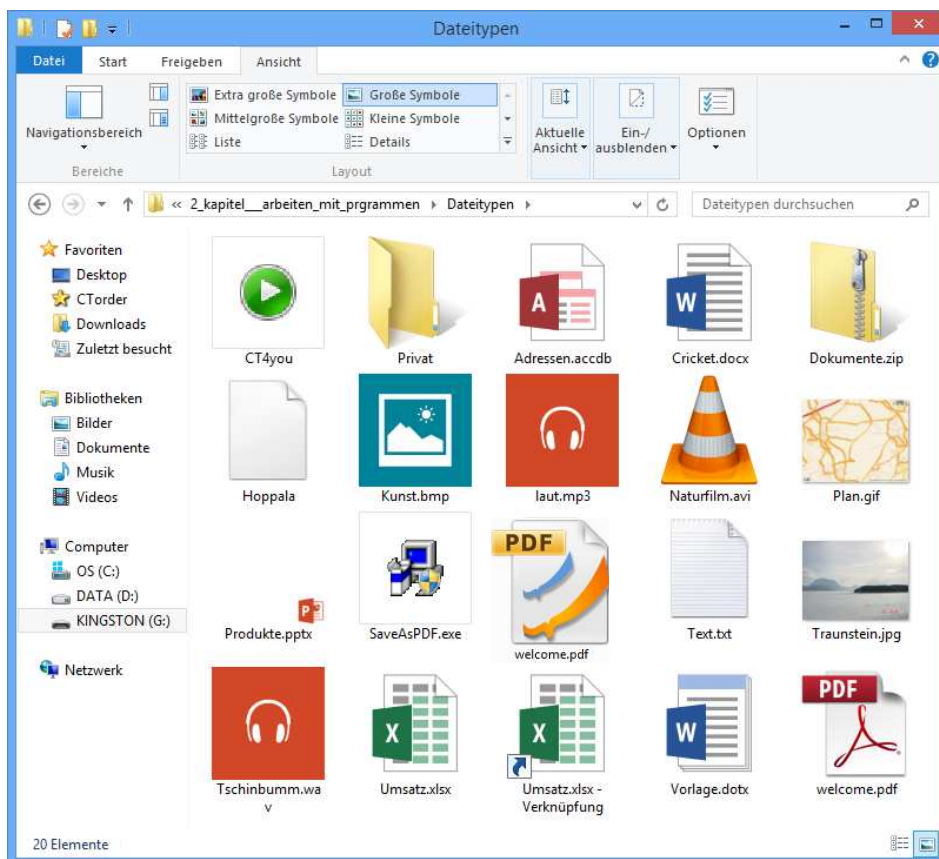 Dateitypen
Datei Start Freigeben Ansicht
Navigationsbereich
Extra große Symbole
Große Symbole
Mittelgroße Symbole
Kleine Symbole
Liste
Details
Aktuelle
Ansicht
Ein-/
ausblenden
Optionen
Bereiche
Layout
« 2_kapitel__arbeiten_mit_prgrammen Dateitypen
Dateitypen durchsuchen
Favoriten
Desktop
CTorder
Downloads
Zuletzt besucht
Bibliotheken
Bilder
Dokumente
Musik
Videos
Computer
OS (C:)
DATA (D:)
KINGSTON (G:)
Netzwerk
A
W
CT4you
Privat
Adressen.accdb
Cricket.docx
Dokumente.zip
Hoppala
Kunst.bmp
laut.mp3
Naturfilm.avi
Plan.gif
P
PDF
Produkte.pptx
SaveAsPDF.exe
welcome.pdf
Text.txt
Traunstein.jpg
X
X
W
PDF
Tschinbumm.wa
v
Umsatz.xlsx
Umsatz.xlsx -
Verknüpfung
Vorlage.dotx
welcome.pdf
20 Elemente